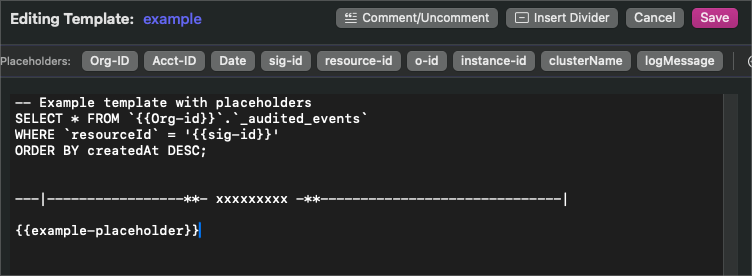 Editing Template: example
Comment/Uncomment
Insert Divider
Cancel
Save
Placeholders:
Org-ID
Acct-ID
Date
sig-id
resource-id
o-id
instance-id
clusterName
logMessage
-- Example template with placeholders
SELECT * FROM `{{Org-id}}`.`_audited_events`
WHERE `resourceId` = '{{sig-id}}'
ORDER BY createdAt DESC;
---|-----------------**- xxxxxxxxx -**------------------------------|
{{example-placeholder}}